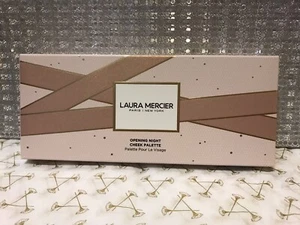 LAURA MERCIER
PARIS | NEW YORK
OPENING NIGHT
CHEEK PALETTE
Palette Pour Le Visage